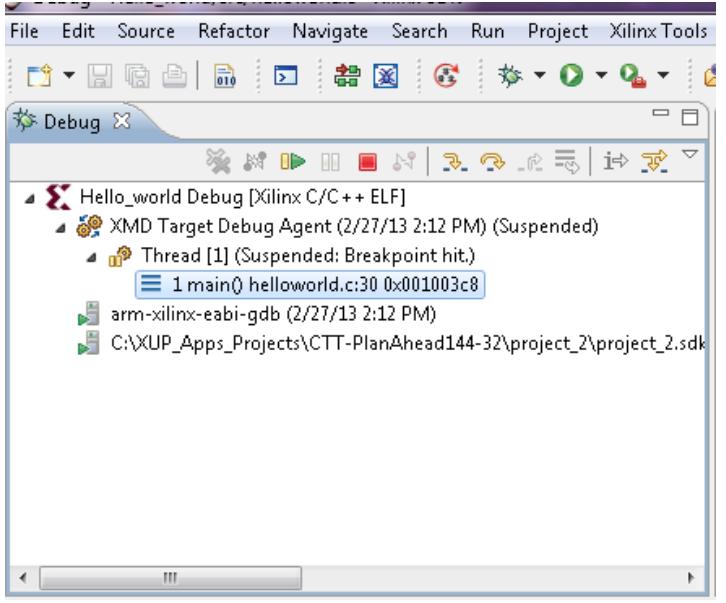 File Edit Source Refactor Navigate Search Run Project Xilinx Tools
010
Debug
i
Hello_world Debug [Xilinx C/C++ ELF]
XMD Target Debug Agent (2/27/13 2:12 PM) (Suspended)
Thread [1] (Suspended: Breakpoint hit.)
1 main() helloworld.c:30 0x001003c8
arm-xilinx-eabi-gdb (2/27/13 2:12 PM)
C:\XUP_Apps_Projects\CTT-PlanAhead144-32\project_2\project_2.sdk